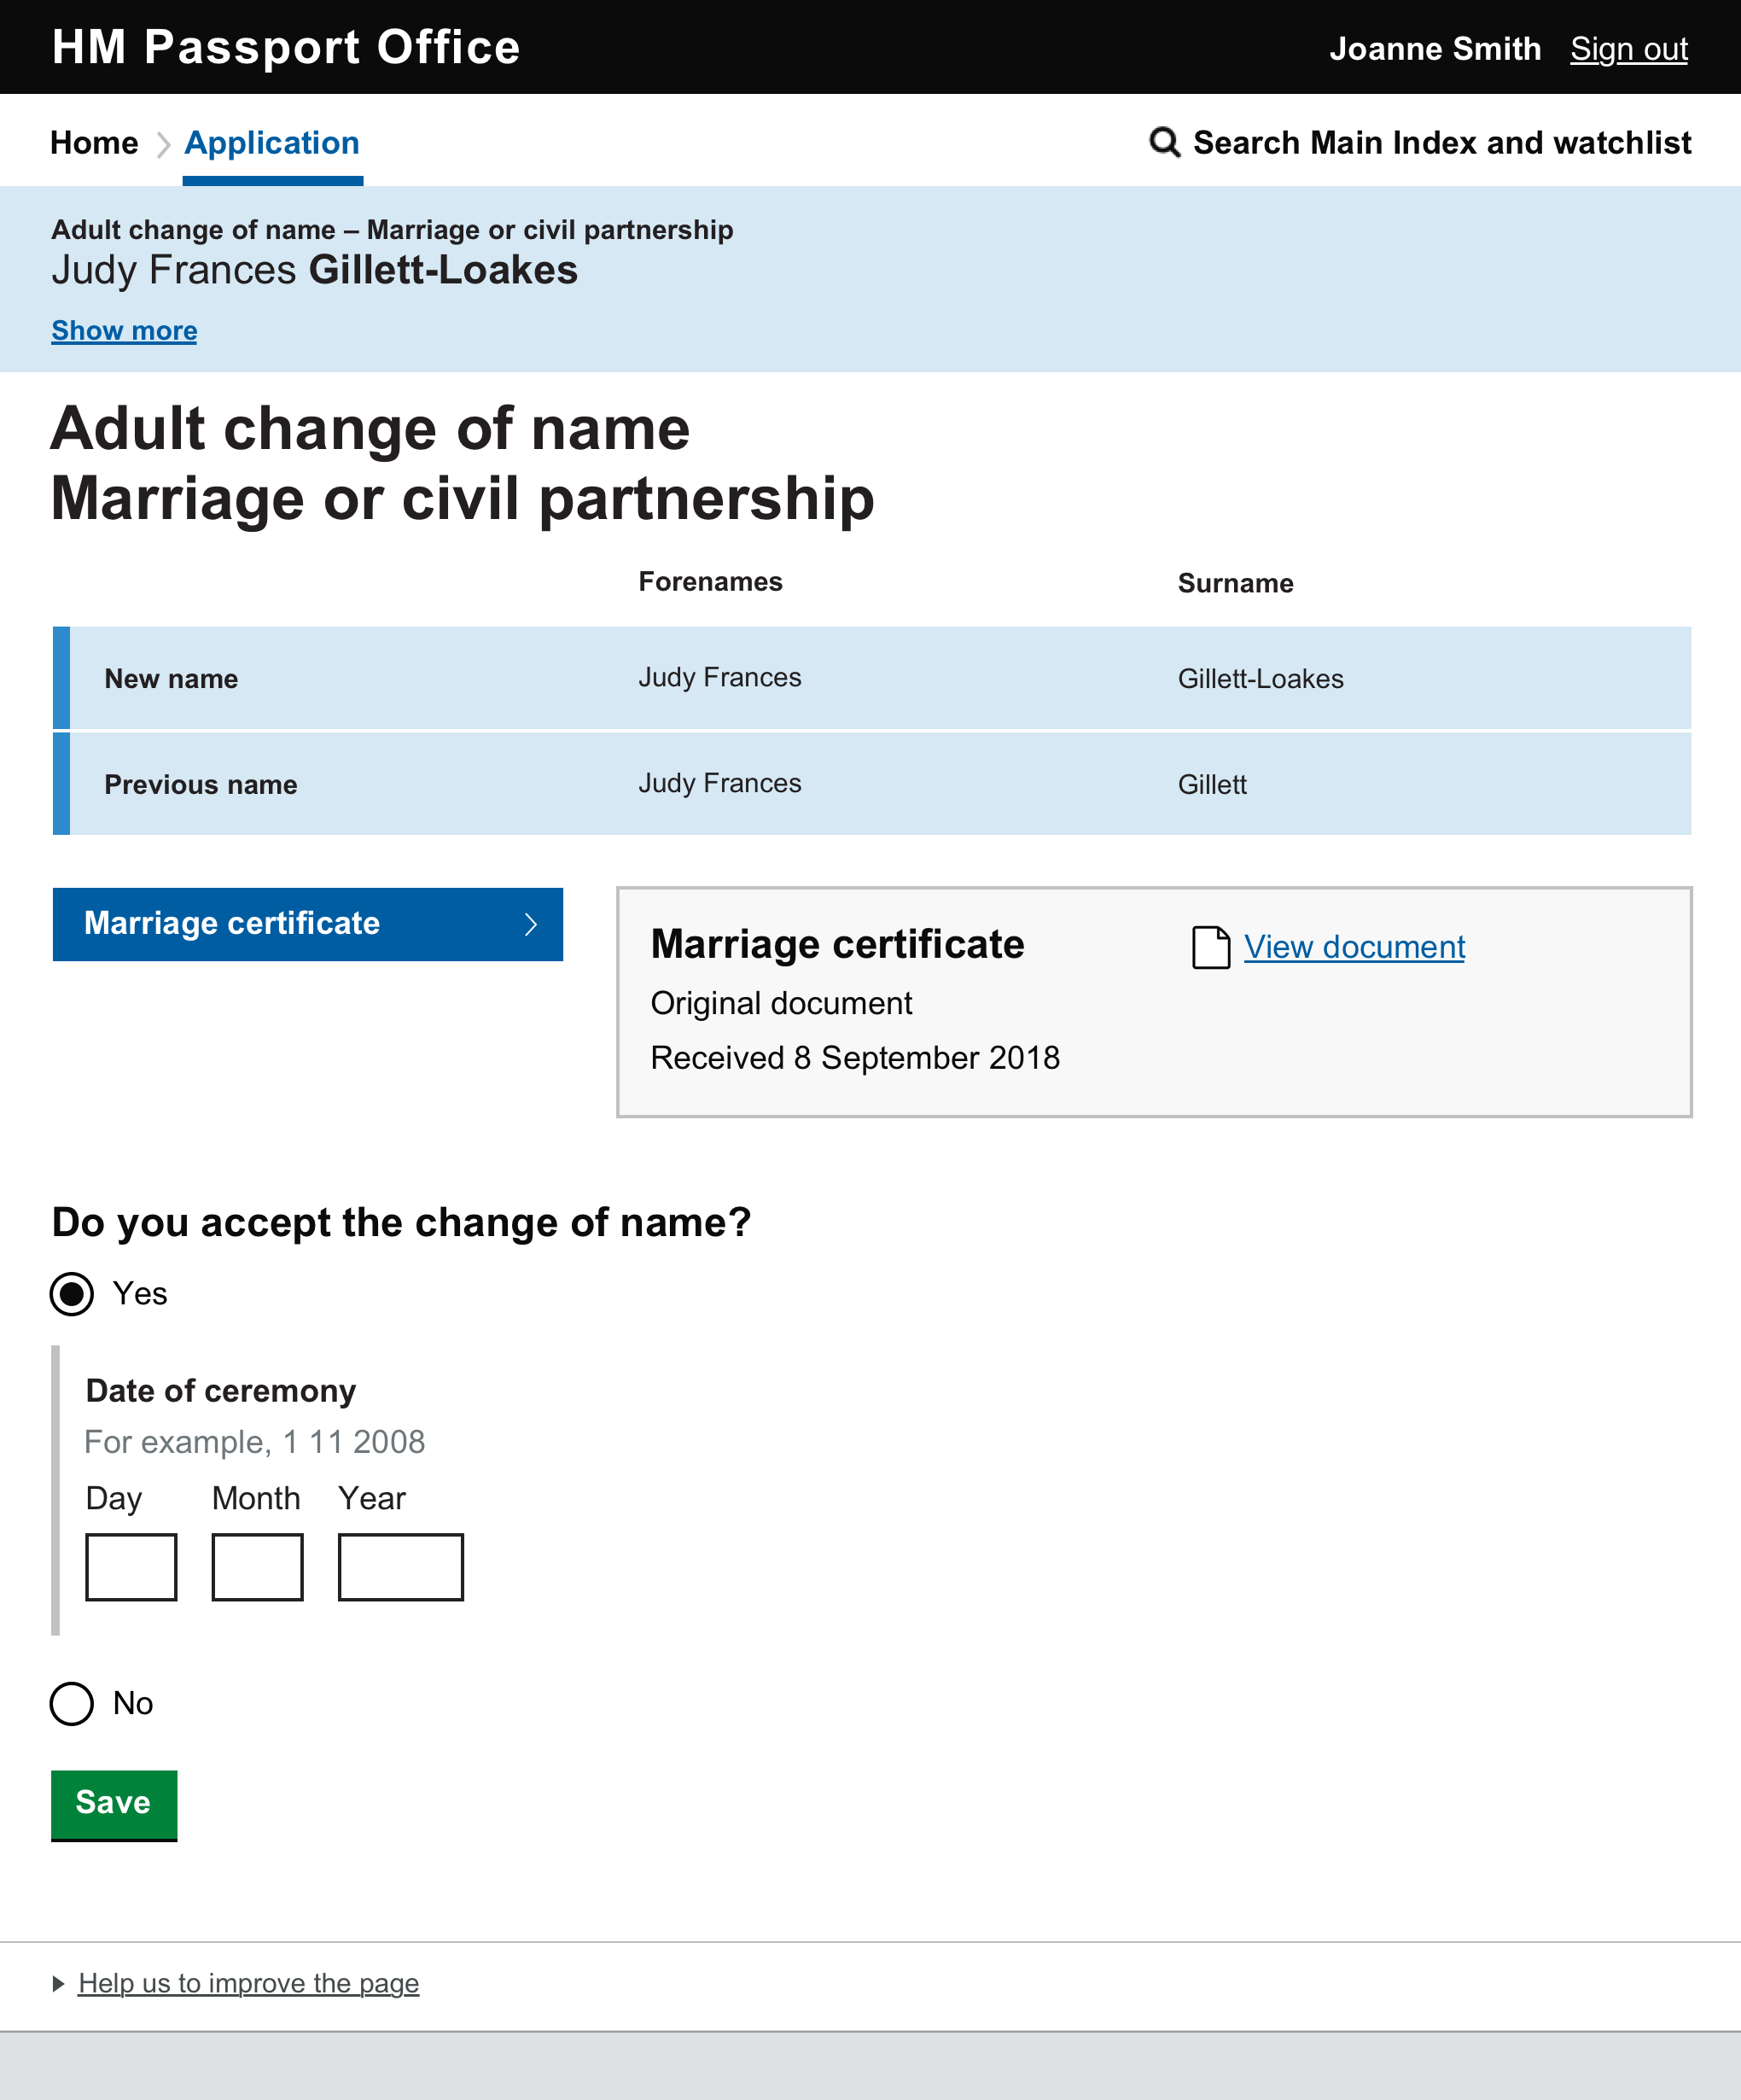 HM Passport Office
Joanne Smith Sign out
Home Application
Search Main Index and watchlist
Adult change of name – Marriage or civil partnership
Judy Frances Gillett-Loakes
Show more
Adult change of name
Marriage or civil partnership
Forenames Surname
New name Judy Frances Gillett-Loakes
Previous name Judy Frances Gillett
Marriage certificate
Marriage certificate
View document
Original document
Received 8 September 2018
Do you accept the change of name?
Yes
Date of ceremony
For example, 1 11 2008
Day Month Year
No
Save
Help us to improve the page